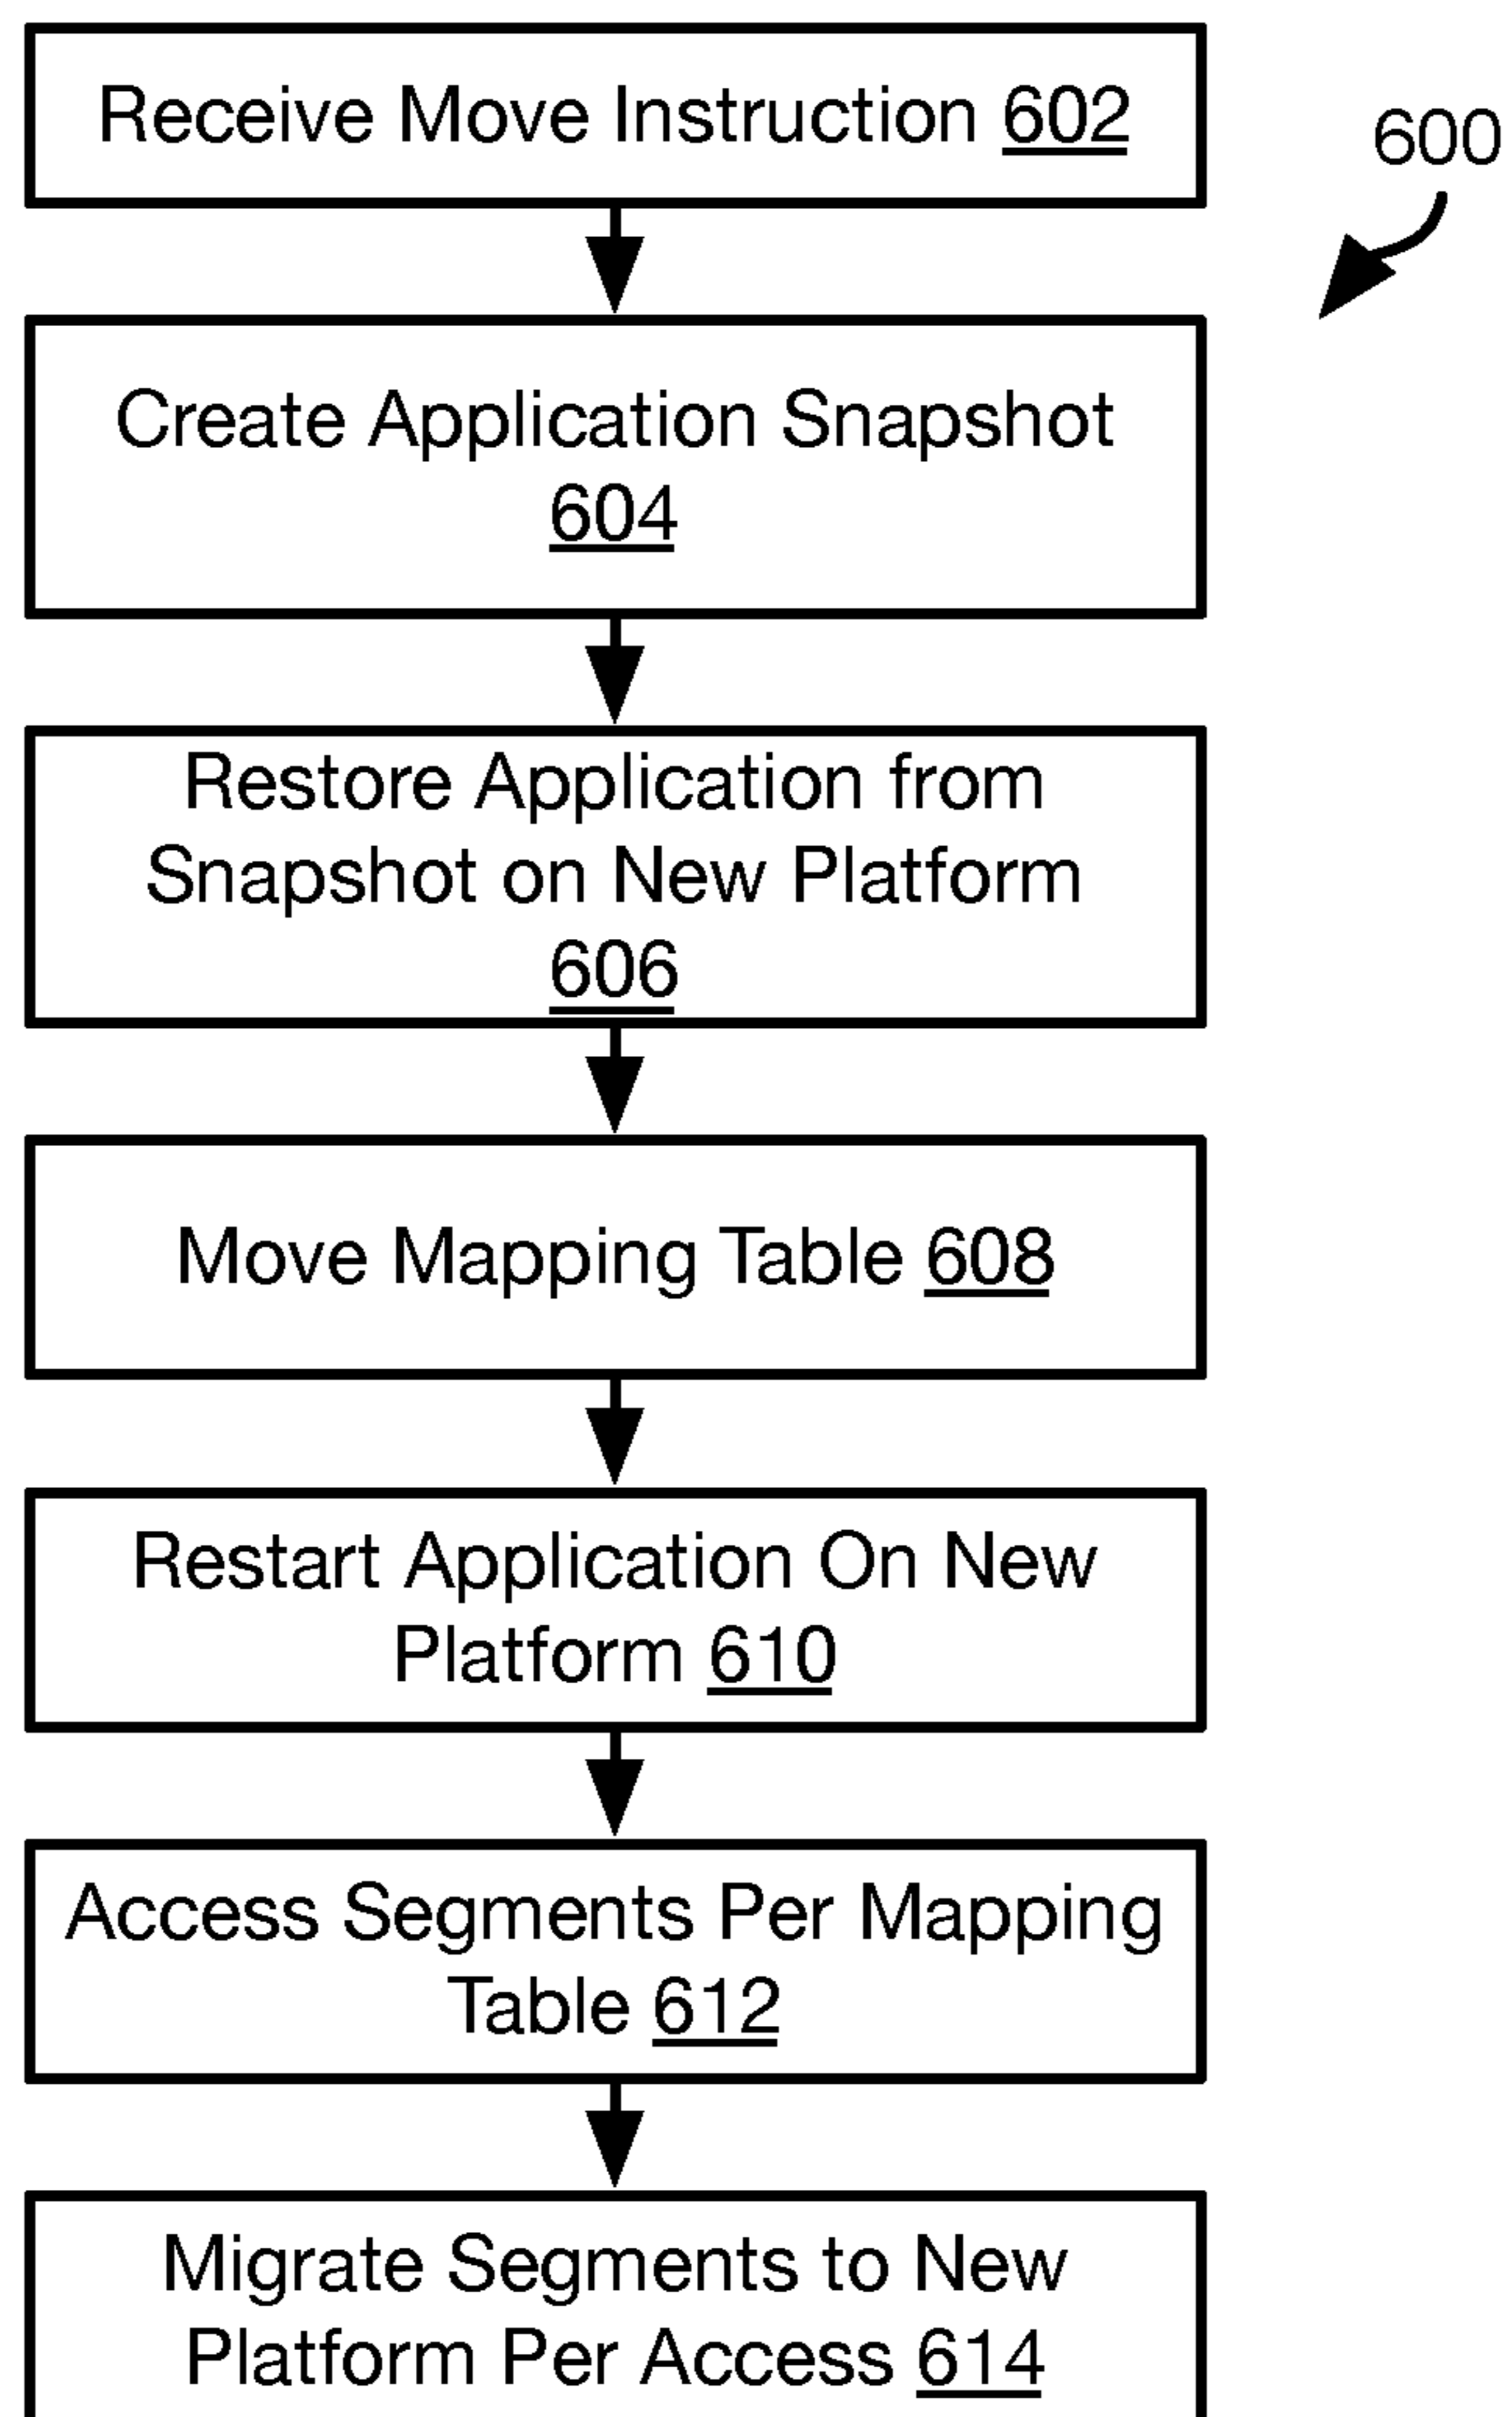 Receive Move Instruction 602
600
Create Application Snapshot
604
Restore Application from
Snapshot on New Platform
606
Move Mapping Table 608
Restart Application On New
Platform 610
Access Segments Per Mapping
Table 612
Migrate Segments to New
Platform Per Access 614